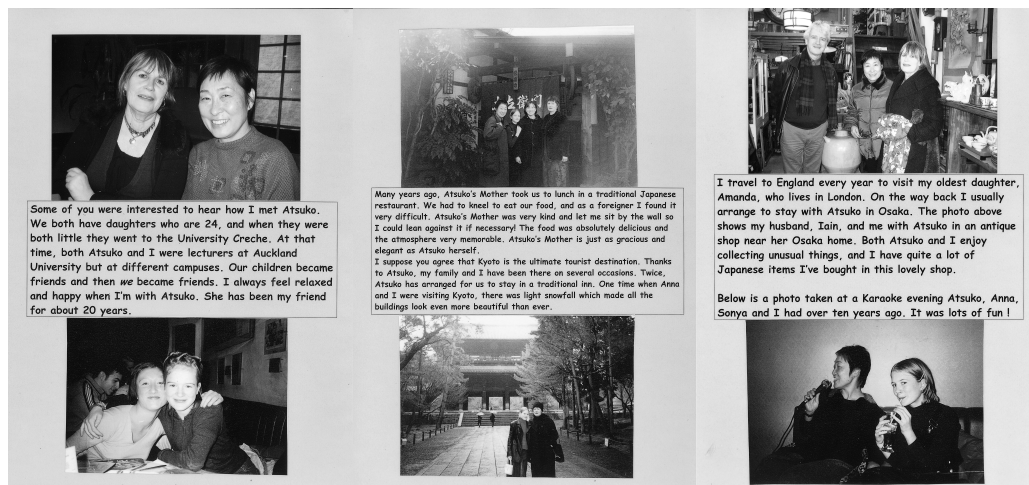 Some of you were interested to hear how I met Atsuko.
We both have daughters who are 24, and when they were
both little they went to the University Creche. At that
time, both Atsuko and I were lecturers at Auckland
University but at different campuses. Our children became
friends and then we became friends. I always feel relaxed
and happy when I'm with Atsuko. She has been my friend
for about 20 years.
Many years ago, Atsuko's Mother took us to lunch in a traditional Japanese
restaurant. We had to kneel to eat our food, and as a foreigner I found it
very difficult. Atsuko's Mother was very kind and let me sit by the wall so
I could lean against it if necessary! The food was absolutely delicious and
the atmosphere very memorable. Atsuko's Mother is just as gracious and
elegant as Atsuko herself.
I suppose you agree that Kyoto is the ultimate tourist destination. Thanks
to Atsuko, my family and I have been there on several occasions. Twice,
Atsuko has arranged for us to stay in a traditional inn. One time when Anna
and I were visiting Kyoto, there was light snowfall which made all the
buildings look even more beautiful than ever.
I travel to England every year to visit my oldest daughter,
Amanda, who lives in London. On the way back I usually
arrange to stay with Atsuko in Osaka. The photo above
shows my husband, Iain, and me with Atsuko in an antique
shop near her Osaka home. Both Atsuko and I enjoy
collecting unusual things, and I have quite a lot of
Japanese items I've bought in this lovely shop.
Below is a photo taken at a Karaoke evening Atsuko, Anna,
Sonya and I had over ten years ago. It was lots of fun !